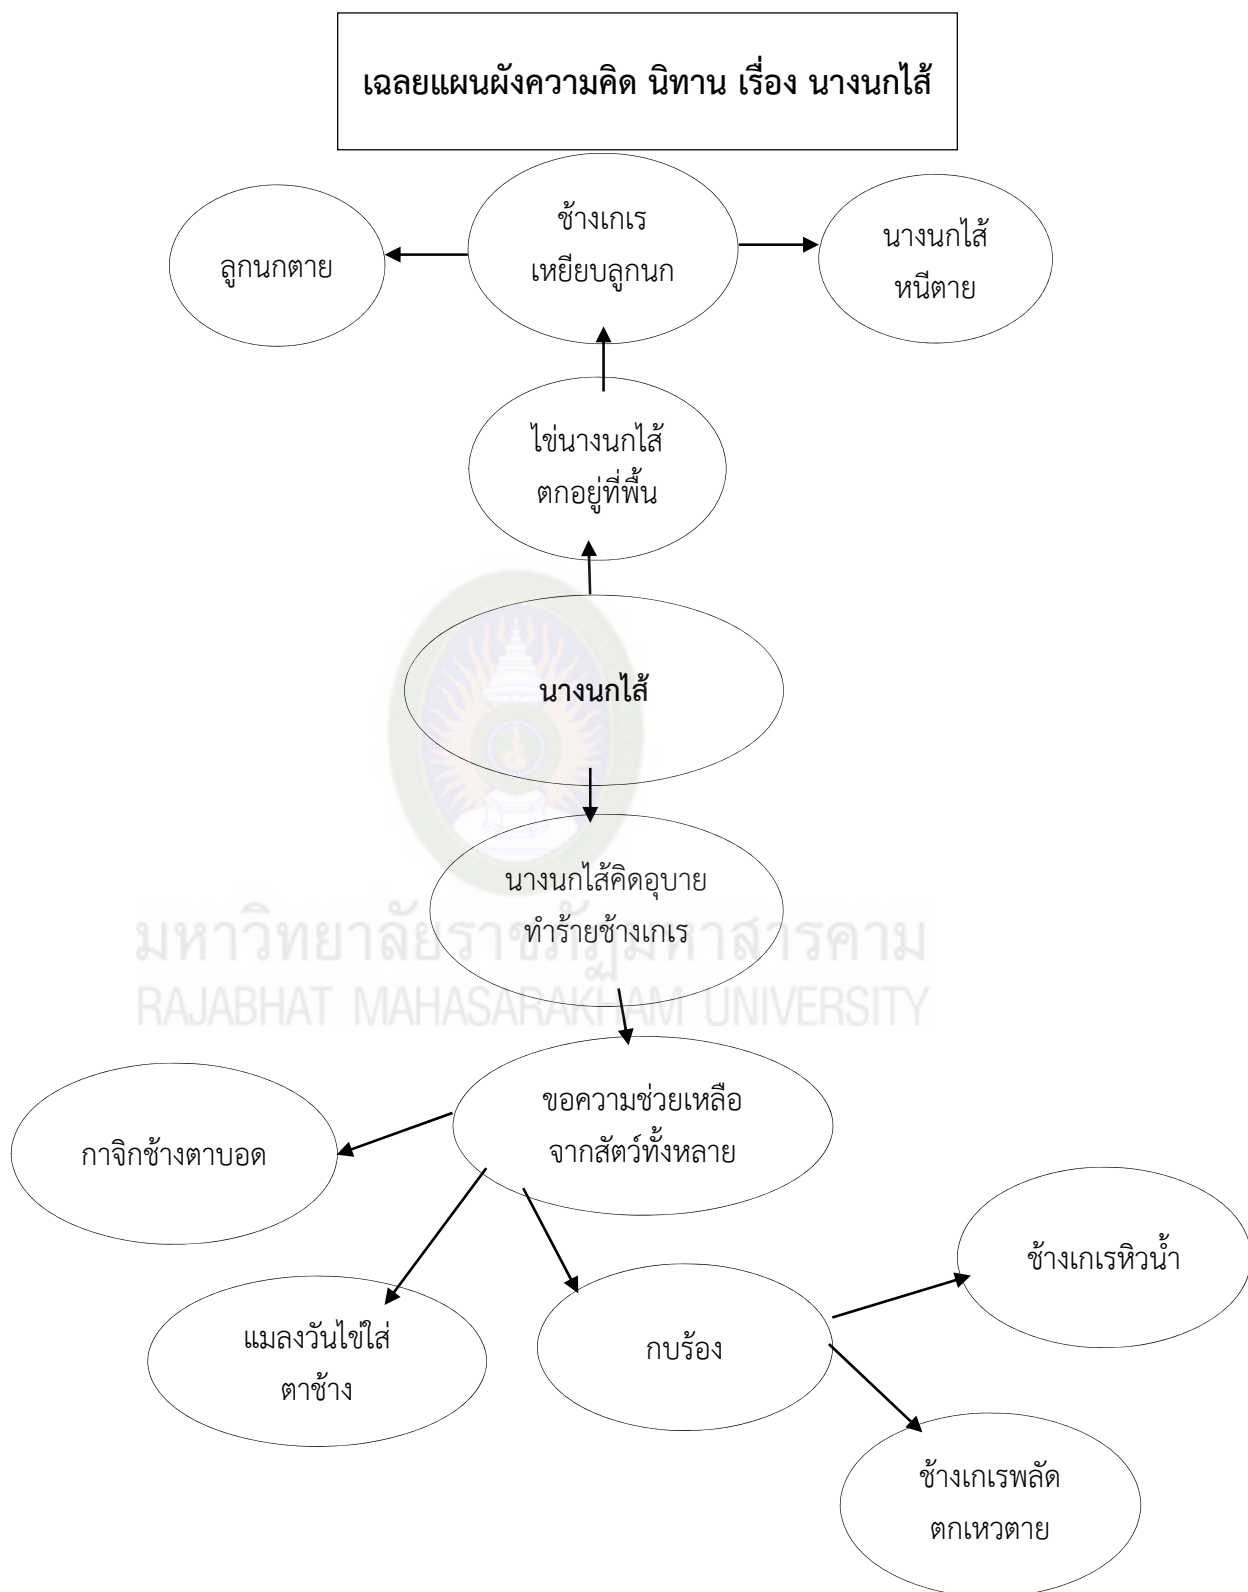 เฉลยแผนผังความคิด นิทาน เรื่อง นางนกไส้
ช้างเกเร
เหยียบลูกนก
ลูกนกตาย
นางนกไส้
หนีตาย
ไข่นางนกไส้
ตกอยู่ที่พื้น
นางนกไส้
นางนกไส้คิดอุบาย
ทำร้ายช้างเกเร
มหาวิทยาลัยราชภัฏมหาสารคาม
RAJABHAT MAHASARAKHAM UNIVERSITY
ขอความช่วยเหลือ
จากสัตว์ทั้งหลาย
กาจิกช้างตาบอด
ช้างเกเรหิวน้ำ
แมลงวันไข่ใส่
ตาช้าง
กบร้อง
ช้างเกเรพลัด
ตกเหวตาย